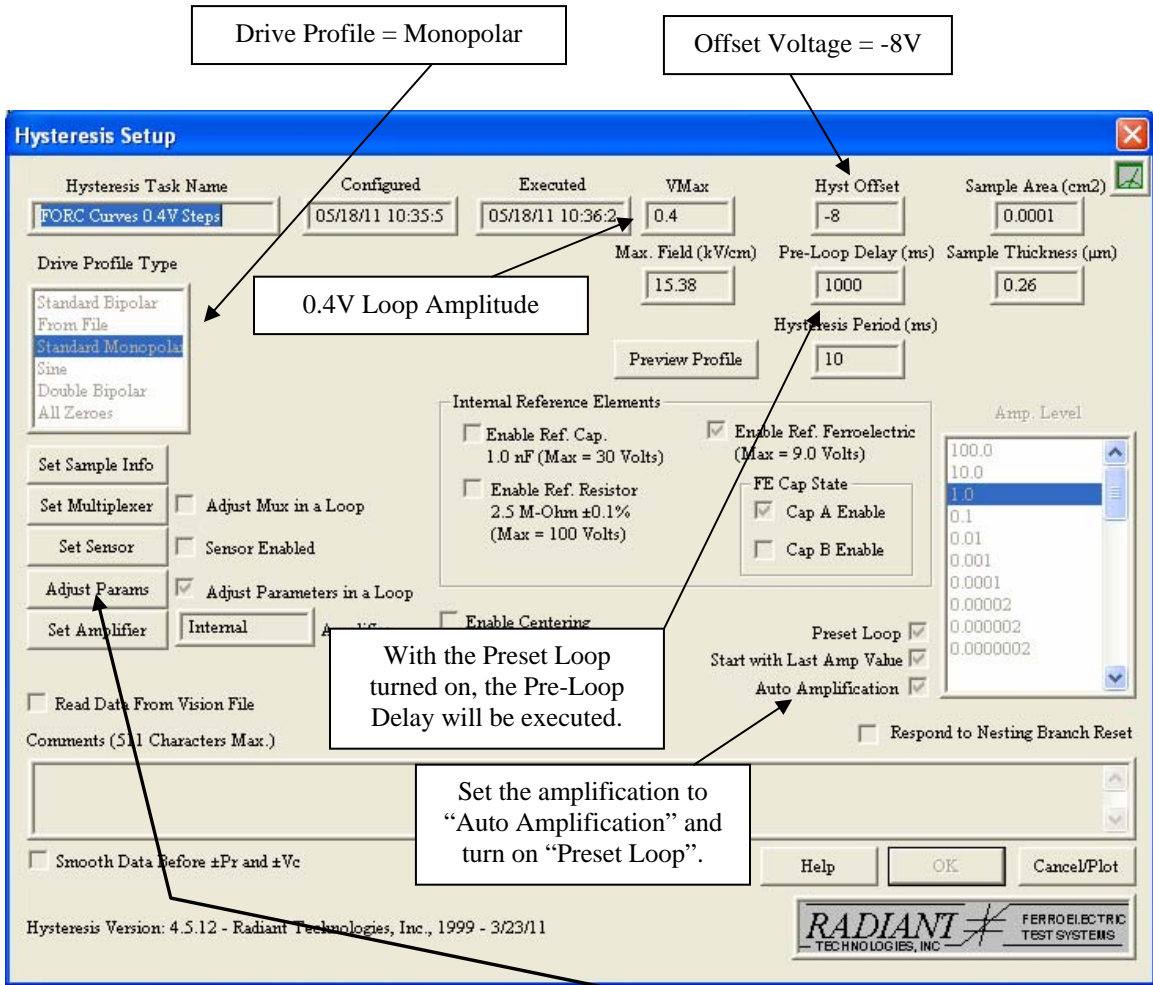 Drive Profile = Monopolar
Offset Voltage = -8V
Hysteresis Setup
Hysteresis Task Name
Configured
Executed
VMax
Hyst Offset
Sample Area (cm2)
FORC Curves 0.4V Steps
05/18/11 10:35:5
05/18/11 10:36:2
0.4
-8
0.0001
Drive Profile Type
Max. Field (kV/cm)
Pre-Loop Delay (ms)
Sample Thickness (µm)
15.38
1000
0.26
Standard Bipolar
From File
Standard Monopolar
Sine
Double Bipolar
All Zeroes
0.4V Loop Amplitude
Hysteresis Period (ms)
Preview Profile
10
Internal Reference Elements
Enable Ref. Cap.
1.0 nF (Max = 30 Volts)
Enable Ref. Resistor
2.5 M-Ohm ±0.1%
(Max = 100 Volts)
Enable Ref. Ferroelectric
(Max = 9.0 Volts)
FE Cap State
Cap A Enable
Cap B Enable
Amp. Level
100.0
10.0
1.0
0.1
0.01
0.001
0.0001
0.00002
0.000002
0.0000002
Set Sample Info
Set Multiplexer
Adjust Mux in a Loop
Set Sensor
Sensor Enabled
Adjust Params
Adjust Parameters in a Loop
Set Amplifier
Internal
Enable Centering
Preset Loop
Start with Last Amp Value
Auto Amplification
With the Preset Loop
turned on, the Pre-Loop
Delay will be executed.
Read Data From Vision File
Respond to Nesting Branch Reset
Comments (511 Characters Max.)
Set the amplification to
“Auto Amplification” and
turn on “Preset Loop”.
Smooth Data Before ±Pr and ±Vc
Help
OK
Cancel/Plot
Hysteresis Version: 4.5.12 - Radiant Technologies, Inc., 1999 - 3/23/11
RADIANT
TECHNOLOGIES, INC
FERROELECTRIC
TEST SYSTEMS